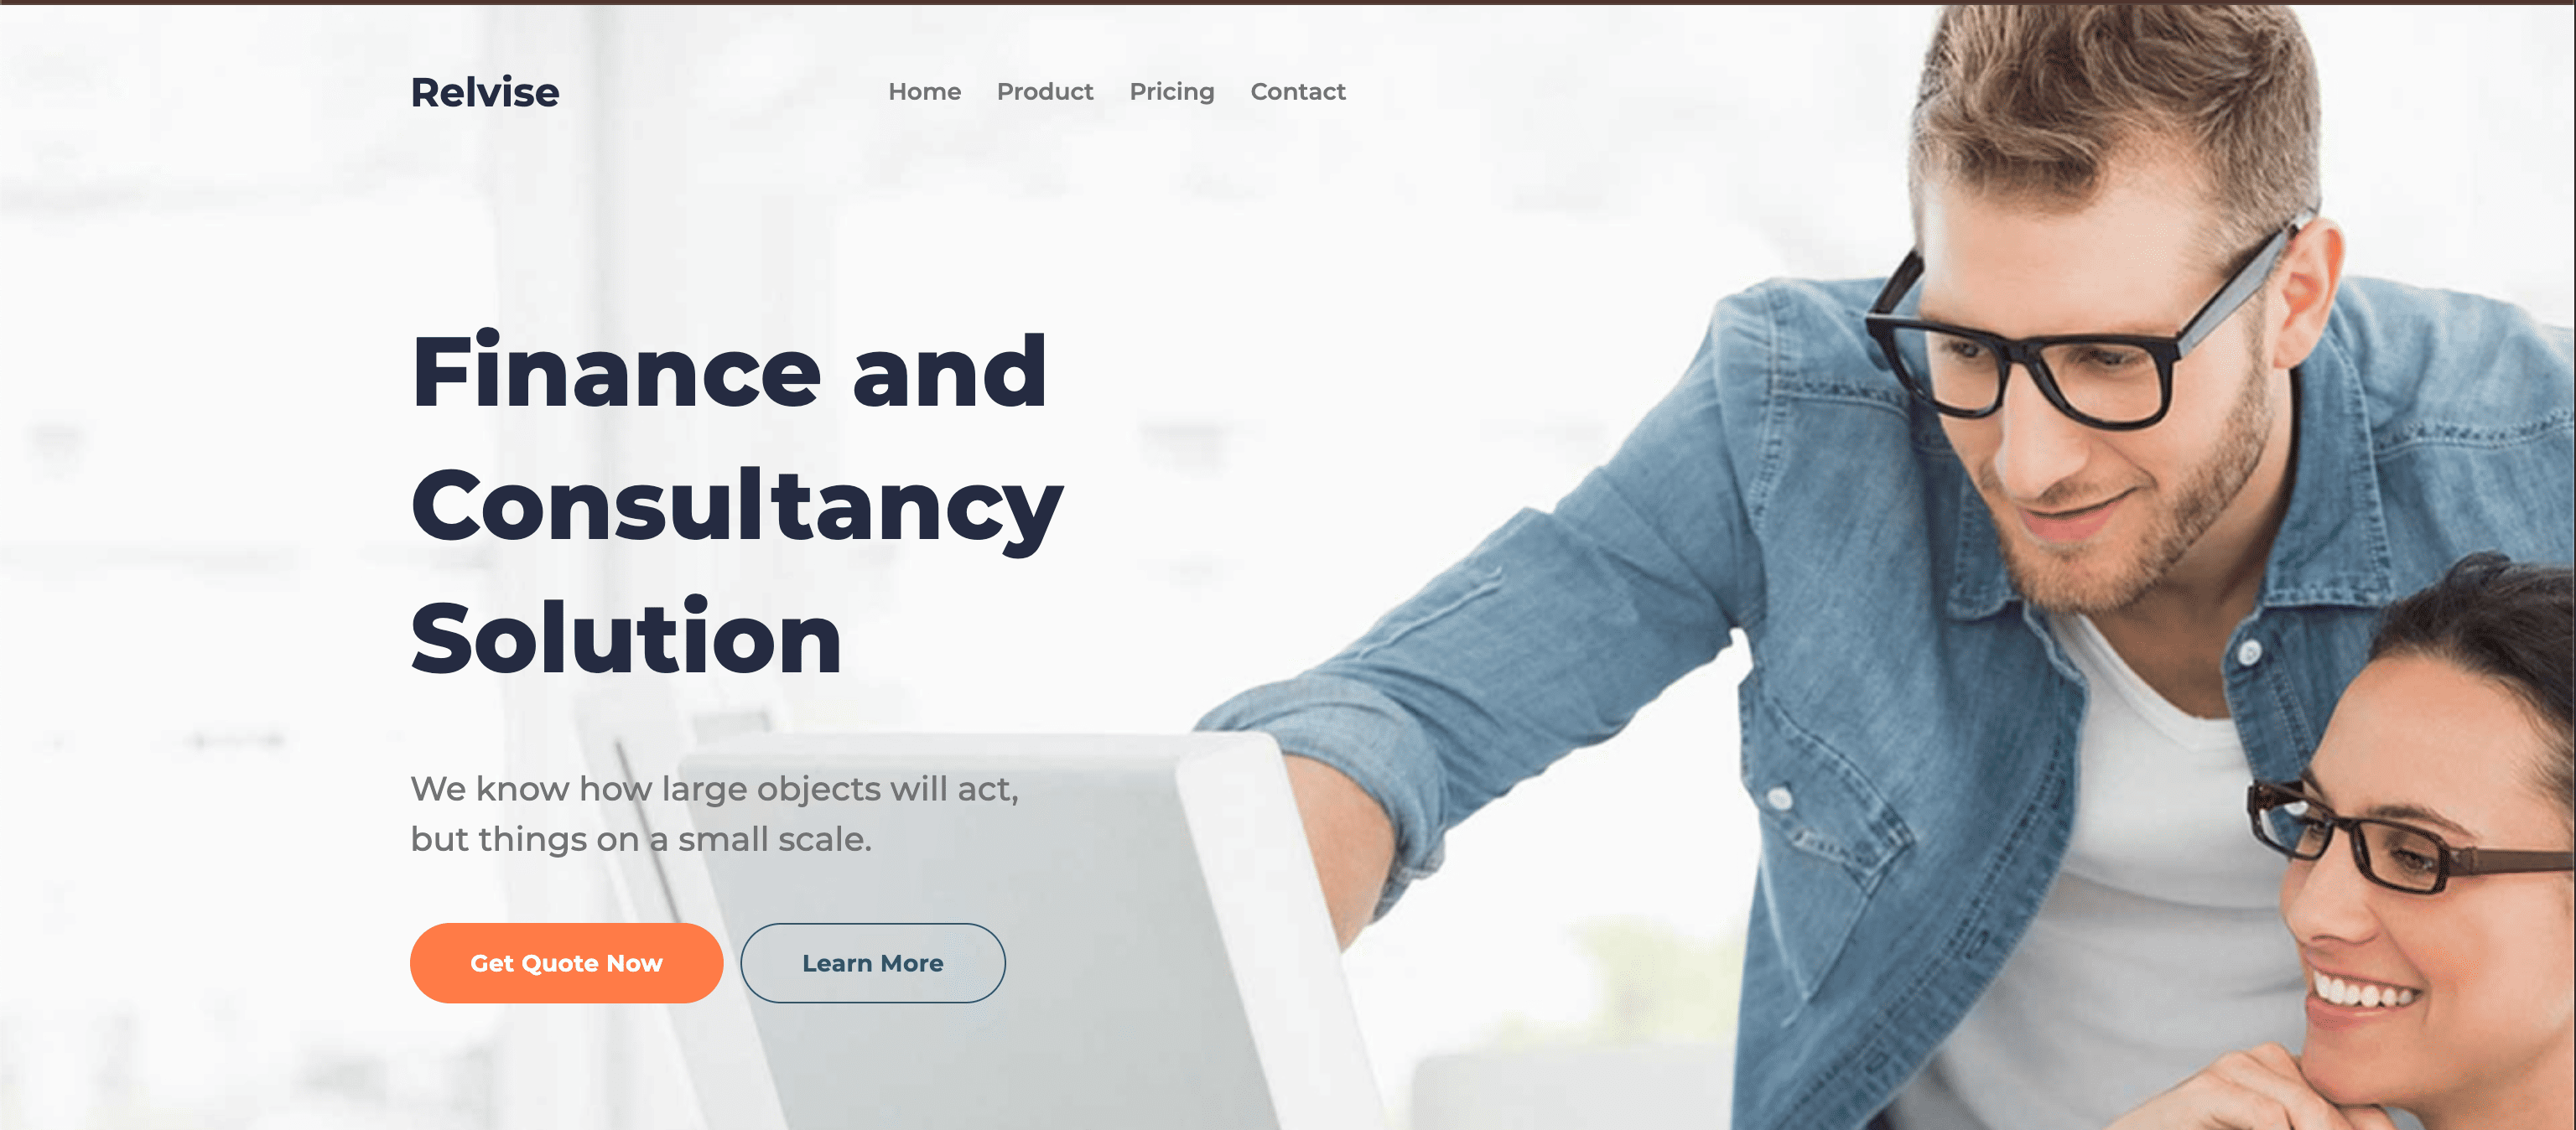 Relvise
Home Product Pricing Contact
Finance and
Consultancy
Solution
We know how large objects will act,
but things on a small scale.
Get Quote Now
Learn More